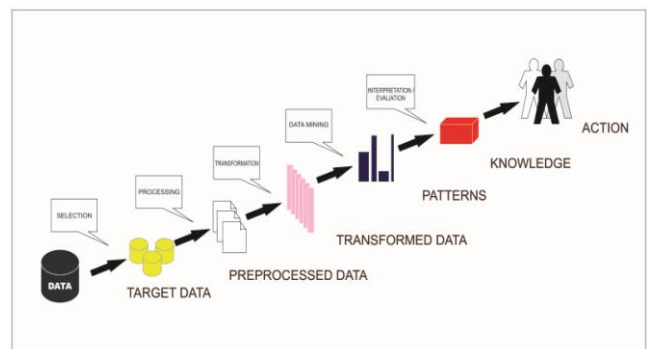 INTERPRETATION /
EVALUATION
ACTION
DATA MINING
KNOWLEDGE
TRANSFORMATION
PATTERNS
PROCESSING
TRANSFORMED DATA
SELECTION
PREPROCESSED DATA
DATA
TARGET DATA